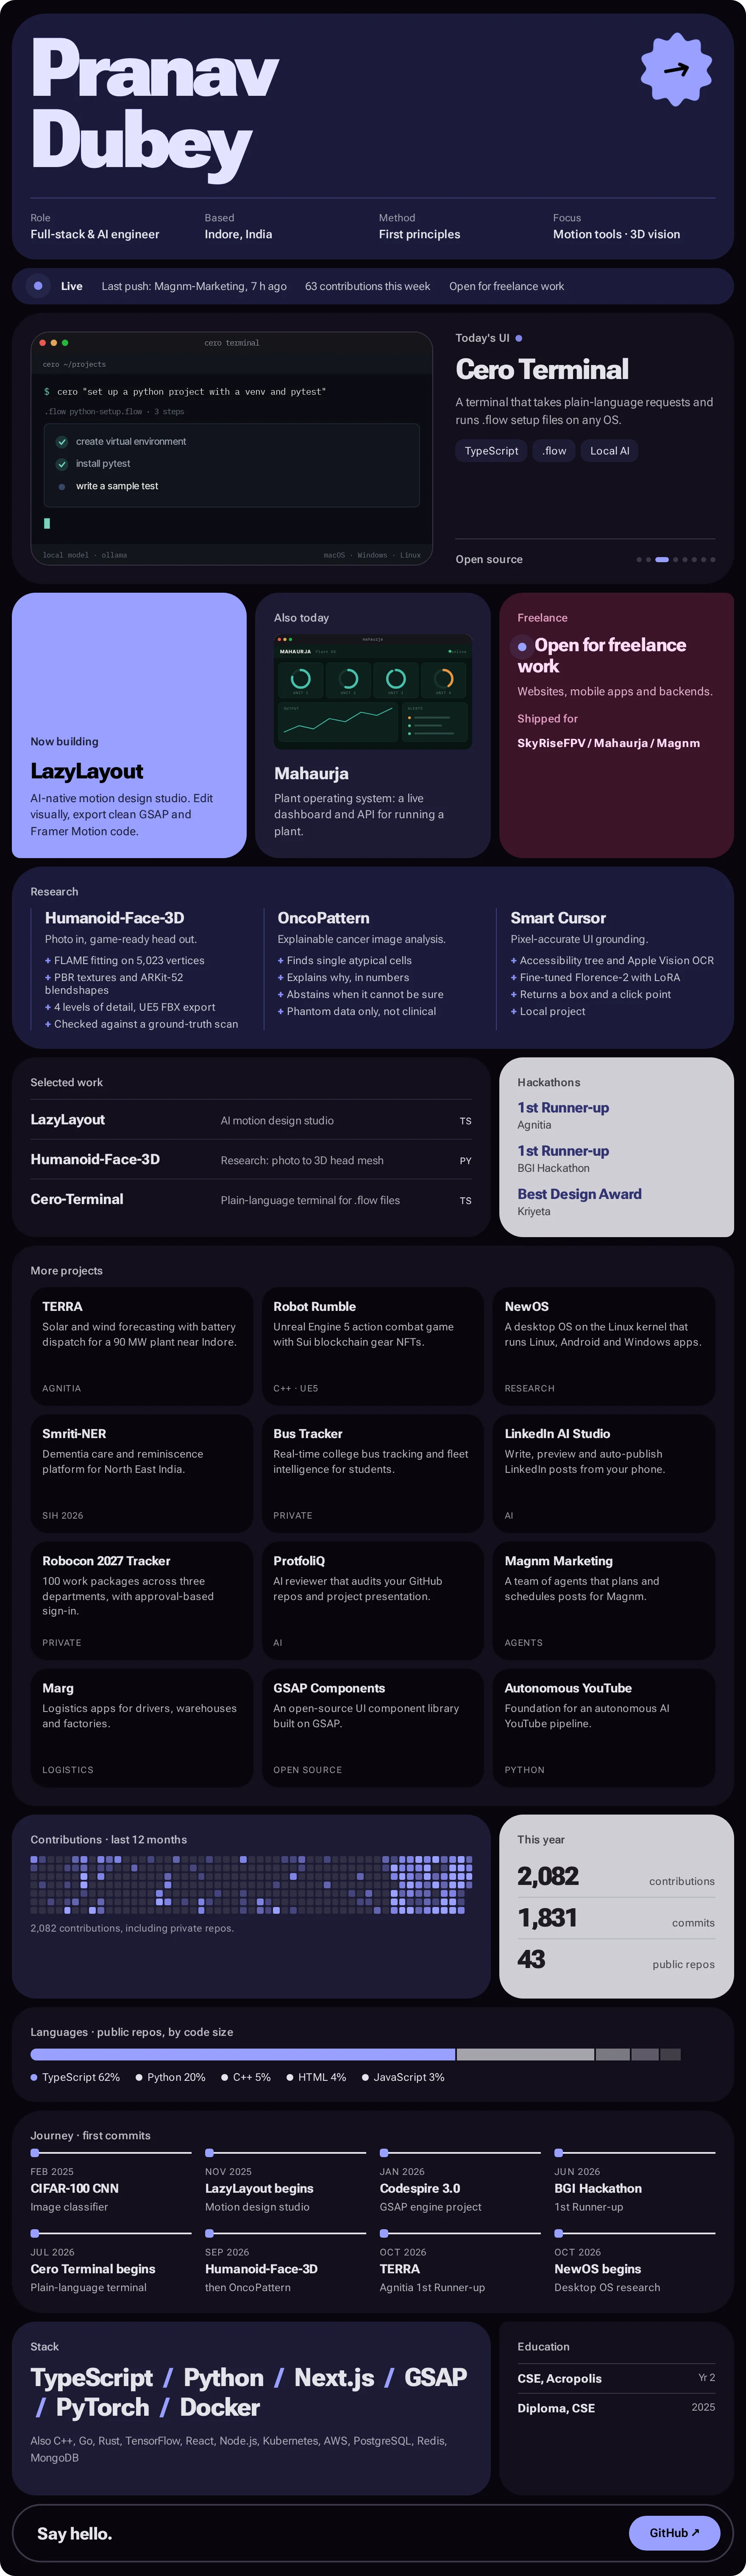 Pranav
Dubey
Role
Full-stack & AI engineer
Based
Indore, India
Method
First principles
Focus
Motion tools · 3D vision
Live
Last push: Magnm-Marketing, 7 h ago
63 contributions this week
Open for freelance work
cero terminal
cero ~/projects
$ cero "set up a python project with a venv and pytest"
.flow python-setup.flow · 3 steps
create virtual environment
install pytest
write a sample test
local model · ollama
macOS · Windows · Linux
Today's UI
Cero Terminal
A terminal that takes plain-language requests and
runs .flow setup files on any OS.
TypeScript
.flow
Local AI
Open source
Now building
LazyLayout
AI-native motion design studio. Edit
visually, export clean GSAP and
Framer Motion code.
Also today
mahaurja
MAHAURJA
UNIT 1
UNIT 2
UNIT 3
UNIT 4
OUTPUT
ALERTS
Mahaurja
Plant operating system: a live
dashboard and API for running a
plant.
Freelance
Open for freelance
work
Websites, mobile apps and backends.
Shipped for
SkyRiseFPV / Mahaurja / Magnm
Research
Humanoid-Face-3D
Photo in, game-ready head out.
+ FLAME fitting on 5,023 vertices
+ PBR textures and ARKit-52
blendshapes
+ 4 levels of detail, UE5 FBX export
+ Checked against a ground-truth scan
OncoPattern
Explainable cancer image analysis.
+ Finds single atypical cells
+ Explains why, in numbers
+ Abstains when it cannot be sure
+ Phantom data only, not clinical
Smart Cursor
Pixel-accurate UI grounding.
+ Accessibility tree and Apple Vision OCR
+ Fine-tuned Florence-2 with LoRA
+ Returns a box and a click point
+ Local project
Selected work
LazyLayout AI motion design studio TS
Humanoid-Face-3D Research: photo to 3D head mesh PY
Cero-Terminal Plain-language terminal for .flow files TS
Hackathons
1st Runner-up
Agnitia
1st Runner-up
BGI Hackathon
Best Design Award
Kriyeta
More projects
TERRA
Solar and wind forecasting with battery
dispatch for a 90 MW plant near Indore.
AGNITIA
Robot Rumble
Unreal Engine 5 action combat game
with Sui blockchain gear NFTs.
C++ · UE5
NewOS
A desktop OS on the Linux kernel that
runs Linux, Android and Windows apps.
RESEARCH
Smriti-NER
Dementia care and reminiscence
platform for North East India.
SIH 2026
Bus Tracker
Real-time college bus tracking and fleet
intelligence for students.
PRIVATE
LinkedIn AI Studio
Write, preview and auto-publish
LinkedIn posts from your phone.
AI
Robocon 2027 Tracker
100 work packages across three
departments, with approval-based
sign-in.
PRIVATE
ProtfoliQ
AI reviewer that audits your GitHub
repos and project presentation.
AI
Magnm Marketing
A team of agents that plans and
schedules posts for Magnm.
AGENTS
Marg
Logistics apps for drivers, warehouses
and factories.
LOGISTICS
GSAP Components
An open-source UI component library
built on GSAP.
OPEN SOURCE
Autonomous YouTube
Foundation for an autonomous AI
YouTube pipeline.
PYTHON
Contributions · last 12 months
2,082 contributions, including private repos.
This year
2,082 contributions
1,831 commits
43 public repos
Languages · public repos, by code size
TypeScript 62%
Python 20%
C++ 5%
HTML 4%
JavaScript 3%
Journey · first commits
FEB 2025
CIFAR-100 CNN
Image classifier
NOV 2025
LazyLayout begins
Motion design studio
JAN 2026
Codespire 3.0
GSAP engine project
JUN 2026
BGI Hackathon
1st Runner-up
JUL 2026
Cero Terminal begins
Plain-language terminal
SEP 2026
Humanoid-Face-3D
then OncoPattern
OCT 2026
TERRA
Agnitia 1st Runner-up
OCT 2026
NewOS begins
Desktop OS research
Stack
TypeScript / Python / Next.js / GSAP
/ PyTorch / Docker
Also C++, Go, Rust, TensorFlow, React, Node.js, Kubernetes, AWS, PostgreSQL, Redis,
MongoDB
Education
CSE, Acropolis Yr 2
Diploma, CSE 2025
Say hello.
GitHub ↗